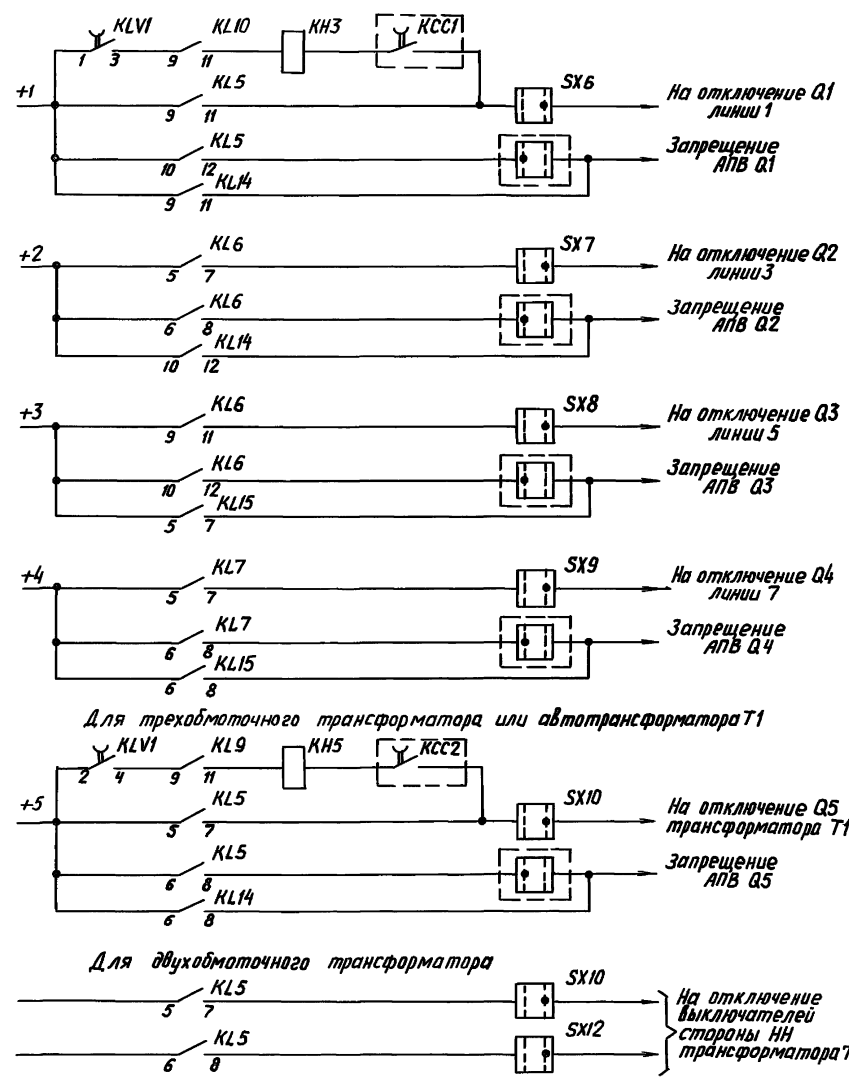 KLV1 KL10 KH3 KCC1
1 3 9 11
+1 KL5 SX6 На отключение Q1
9 11 линии 1
KL5 Запрещение
10 12 АПВ Q1
KL14
9 11
+2 KL6 SX7 На отключение Q2
5 7 линии 3
KL6 Запрещение
6 8 АПВ Q2
KL14
10 12
+3 KL6 SX8 На отключение Q3
9 11 линии 5
KL6 Запрещение
10 12 АПВ Q3
KL15
5 7
+4 KL7 SX9 На отключение Q4
5 7 линии 7
KL7 Запрещение
6 8 АПВ Q4
KL15
6 8
Для трехобмоточного трансформатора или автотрансформатора Т1
KLV1 KL9 KH5 KCC2
2 4 9 11
+5 KL5 SX10 На отключение Q5
5 7 трансформатора Т1
KL5 Запрещение
6 8 АПВ Q5
KL14
6 8
Для двухобмоточного трансформатора
KL5 SX10 На отключение
5 7 выключателей
KL5 SX12 стороны НН
6 8 трансформатора Т